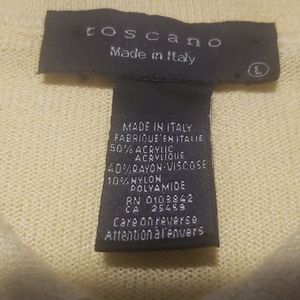 toscano
Made in Italy
L
MADE IN ITALY
FABRIQUE EN ITALIE
50% ACRYLIC
ACRYLIQUE
40% RAYON-VISCOSE
10% NYLON
POLYAMIDE
RN 0103842
CA 25453
Care on reverse
Attention à l'envers